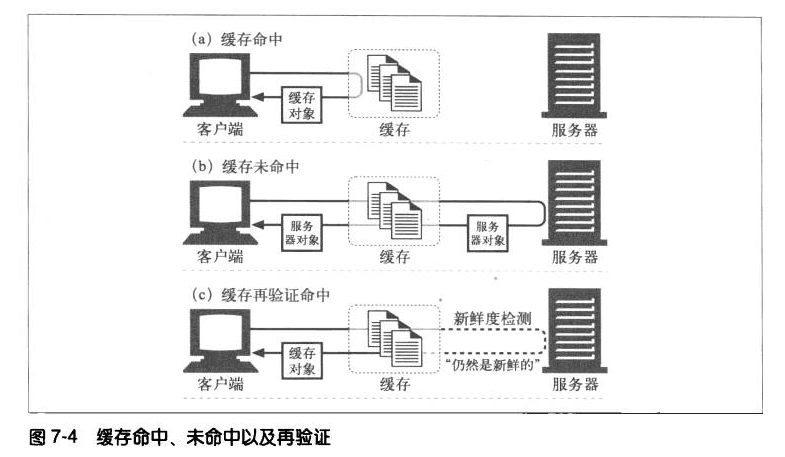 (a) 缓存命中
缓存
对象
客户端
缓存
服务器
(b) 缓存未命中
服务
器对象
服务
器对象
客户端
缓存
服务器
(c) 缓存再验证命中
新鲜度检测
缓存
对象
“仍然是新鲜的”
客户端
缓存
服务器
图 7-4 缓存命中、未命中以及再验证